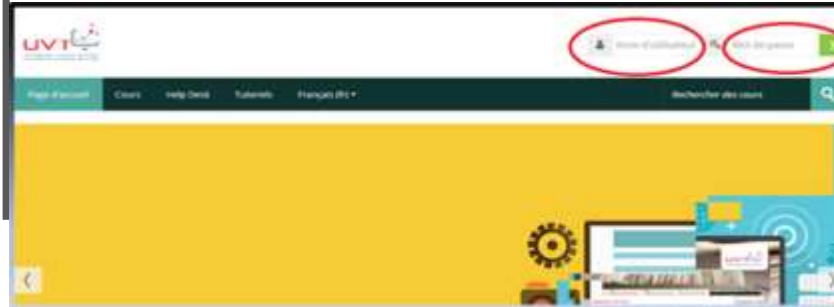 UVT
Nom d'utilisateur Mot de passe
Page d'accueil Cours Help Desk Tutoriels Français (fr)
Rechercher des cours